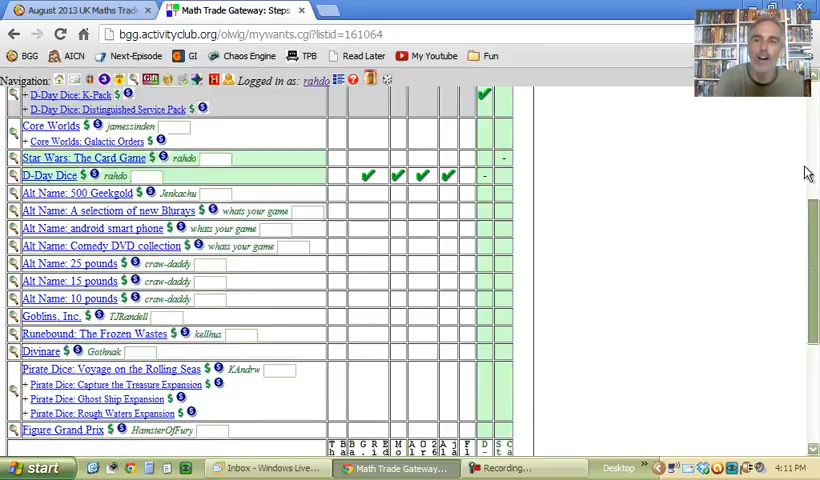 August 2013 UK Maths Trad
Math Trade Gateway: Steps
bgg.activityclub.org/olwlg/mywants.cgi?listid=161064
BGG
AICN
Next-Episode
GI
Chaos Engine
TPB
Read Later
My Youtube
Fun
Navigation:
Logged in as: rahdo
+ D-Day Dice: K-Pack
+ D-Day Dice: Distinguished Service Pack
Core Worlds jamessinden
+ Core Worlds: Galactic Orders
Star Wars: The Card Game rahdo -
D-Day Dice rahdo -
Alt Name: 500 Geekgold Jenkachu
Alt Name: A selection of new Blurays whats your game
Alt Name: android smart phone whats your game
Alt Name: Comedy DVD collection whats your game
Alt Name: 25 pounds craw-daddy
Alt Name: 15 pounds craw-daddy
Alt Name: 10 pounds craw-daddy
Goblins, Inc. TJRandell
Runebound: The Frozen Wastes kellhus
Divinare Gothnak
Pirate Dice: Voyage on the Rolling Seas KAndrw
+ Pirate Dice: Capture the Treasure Expansion
+ Pirate Dice: Ghost Ship Expansion
+ Pirate Dice: Rough Waters Expansion
Figure Grand Prix HamsterOfFury
start
Inbox - Windows Live...
Math Trade Gateway...
Recording...
Desktop
4:11 PM